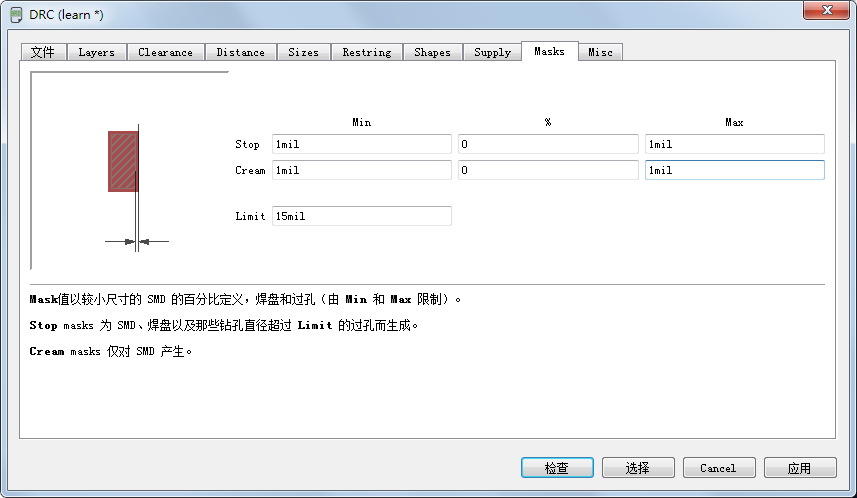 DRC (learn *)
文件 Layers Clearance Distance Sizes Restring Shapes Supply Masks Misc
Min % Max
Stop 1mil 0 1mil
Cream 1mil 0 1mil
Limit 15mil
Mask值以较小尺寸的 SMD 的百分比定义，焊盘和过孔（由 Min 和 Max 限制）。
Stop masks 为 SMD、焊盘以及那些钻孔直径超过 Limit 的过孔而生成。
Cream masks 仅对 SMD 产生。
检查 选择 Cancel 应用